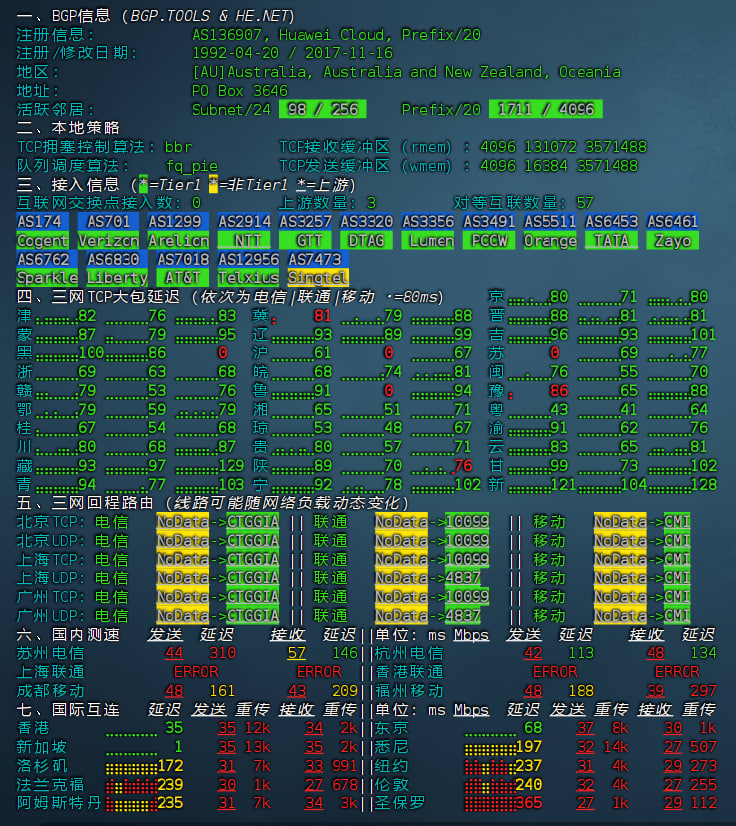 一、BGP信息 (BGP.TOOLS & HE.NET)
注册信息: AS136907, Huawei Cloud, Prefix/20
注册/修改日期: 1992-04-20 / 2017-11-16
地区: [AU]Australia, Australia and New Zealand, Oceania
地址: PO Box 3646
活跃邻居: Subnet/24 98 / 256 Prefix/20 1711 / 4096
二、本地策略
TCP拥塞控制算法: bbr TCP接收缓冲区 (rmem) : 4096 131072 3571488
队列调度算法: fq_pie TCP发送缓冲区 (wmem) : 4096 16384 3571488
三、接入信息 (*=Tier1 *=非Tier1 *=上游)
互联网交换点接入数: 0 上游数量: 3 对等互联数量: 57
AS174 AS701 AS1299 AS2914 AS3257 AS3320 AS3356 AS3491 AS5511 AS6453 AS6461
Cogent Verizon Arelion NTT GTT DTAG Lumen PCCW Orange TATA Zayo
AS6762 AS6830 AS7018 AS12956 AS7473
Sparkle Liberty AT&T Telxius Singtel
四、三网TCP大包延迟 (依次为电信|联通|移动 ·=80ms) 京 80 71 80
津 82 76 83 冀 81 79 88 晋 88 81 81
蒙 87 79 95 辽 93 89 99 吉 96 93 101
黑 100 86 0 沪 61 0 67 苏 0 69 77
浙 69 63 68 皖 68 74 81 闽 76 55 70
赣 79 53 76 鲁 91 0 94 豫 86 65 88
鄂 79 59 79 湘 65 51 71 粤 43 41 64
桂 67 54 68 琼 53 48 67 渝 91 62 76
川 80 68 87 贵 80 57 71 云 83 65 81
藏 93 97 129 陕 89 70 76 甘 99 73 102
青 94 77 103 宁 92 78 102 新 121 104 128
五、三网回程路由 (线路可能随网络负载动态变化)
北京TCP: 电信 NoData->CTGGIA || 联通 NoData->10099 || 移动 NoData->CMI
北京UDP: 电信 NoData->CTGGIA || 联通 NoData->10099 || 移动 NoData->CMI
上海TCP: 电信 NoData->CTGGIA || 联通 NoData->10099 || 移动 NoData->CMI
上海UDP: 电信 NoData->CTGGIA || 联通 NoData->4837 || 移动 NoData->CMI
广州TCP: 电信 NoData->CTGGIA || 联通 NoData->10099 || 移动 NoData->CMI
广州UDP: 电信 NoData->CTGGIA || 联通 NoData->4837 || 移动 NoData->CMI
六、国内测速 发送 延迟 接收 延迟||单位: ms Mbps 发送 延迟 接收 延迟
苏州电信 44 310 57 146||杭州电信 42 113 48 134
上海联通 ERROR ERROR ||香港联通 ERROR ERROR
成都移动 48 161 43 209||福州移动 48 188 39 297
七、国际互连 延迟 发送 重传 接收 重传||单位: ms Mbps 延迟 发送 重传 接收 重传
香港 35 35 12k 34 2k||东京 68 37 8k 30 1k
新加坡 1 35 13k 35 2k||悉尼 197 32 14k 27 507
洛杉矶 172 31 7k 33 991||纽约 237 31 4k 29 273
法兰克福 239 30 1k 27 678||伦敦 240 32 4k 27 255
阿姆斯特丹 235 31 7k 34 3k||圣保罗 365 27 1k 29 112